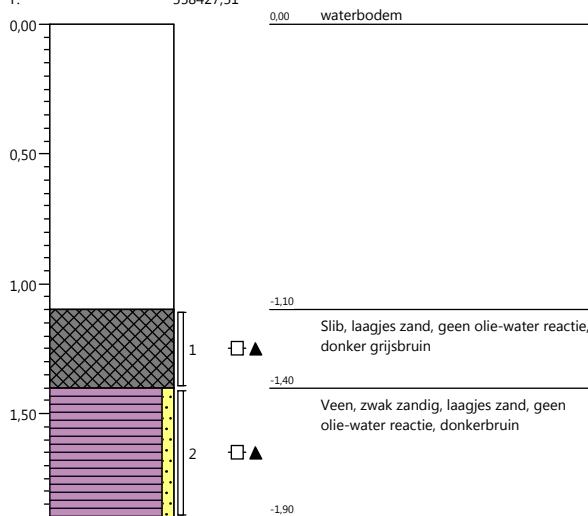 0,00
0,00 waterbodem
0,50
1,00
-1,10
Slib, laagjes zand, geen olie-water reactie,
donker grijsbruin
1
-1,40
Veen, zwak zandig, laagjes zand, geen
olie-water reactie, donkerbruin
1,50
2
-1,90